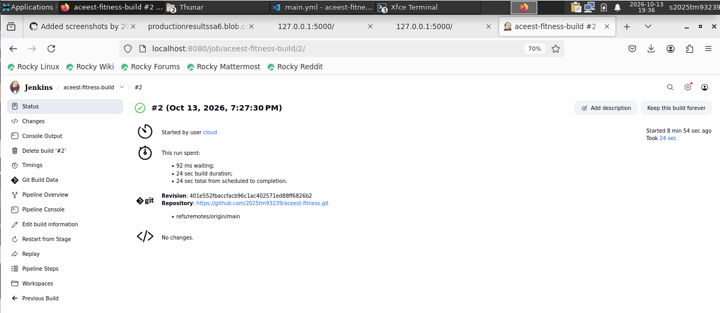 Applications
aceest-fitness-build #2 ...
Thunar
main.yml - aceest-fitne...
Xfce Terminal
2026-10-13
19:36
s2025tm93239
Added screenshots by 20
productionresultssa6.blob.c
127.0.0.1:5000/
127.0.0.1:5000/
aceest-fitness-build #2 -
localhost:8080/job/aceest-fitness-build/2/
70%
Rocky Linux
Rocky Wiki
Rocky Forums
Rocky Mattermost
Rocky Reddit
Jenkins
aceest-fitness-build
#2
Status
Changes
Console Output
Delete build '#2'
Timings
Git Build Data
Pipeline Overview
Pipeline Console
Edit build information
Restart from Stage
Replay
Pipeline Steps
Workspaces
Previous Build
#2 (Oct 13, 2026, 7:27:30 PM)
Add description
Keep this build forever
Started 8 min 54 sec ago
Took 24 sec
Started by user cloud
This run spent:
• 92 ms waiting;
• 24 sec build duration;
• 24 sec total from scheduled to completion.
git
Revision: 401e552fbaccfacb96c1ac402571ed88ff6826b2
Repository: https://github.com/2025tm93239/aceest-fitness.git
• refs/remotes/origin/main
No changes.